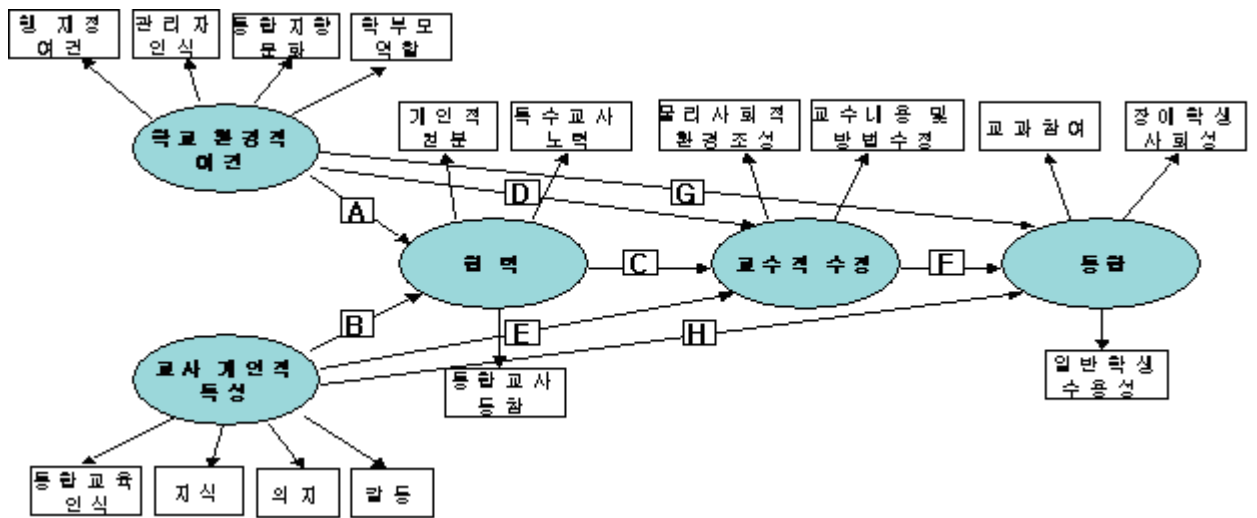 행 재정
여건
관리자
인식
통합지향
문화
학부모
역할
학교 환경적
여건
개인적
친분
특수교사
노력
물리사회적
환경조성
교수내용 및
방법수정
교과참여
장애학생
사회성
A
D
G
협력
C
교수적 수정
F
통합
B
E
H
교사 개인적
특성
통합교사
동참
일반학생
수용성
통합교육
인식
지식
의지
갈등